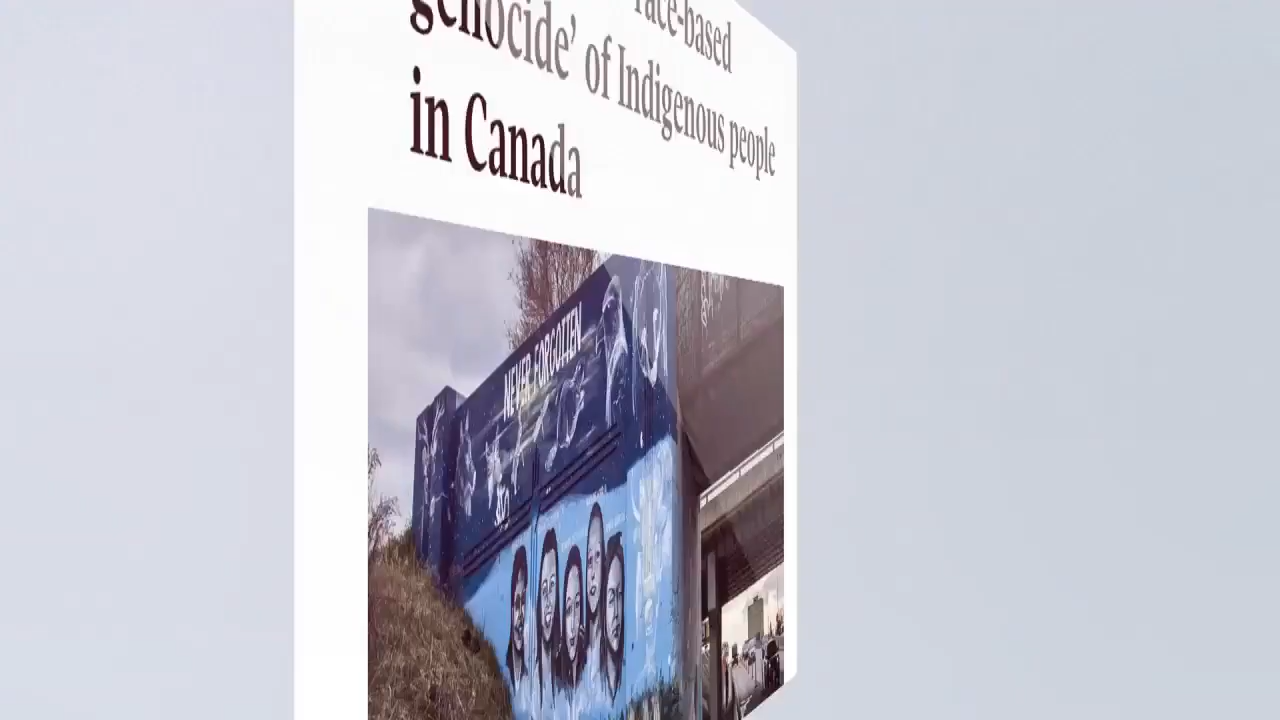 race-based
genocide’ of Indigenous people
in Canada
NEVER FORGOTTEN